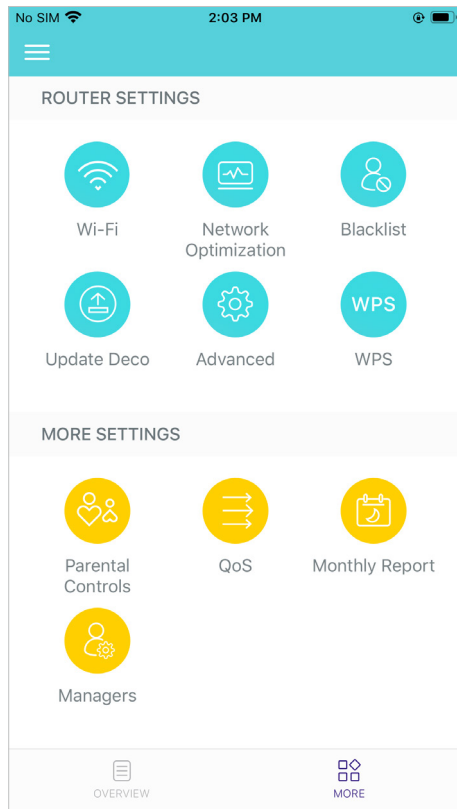 No SIM 2:03 PM
ROUTER SETTINGS
Wi-Fi
Network
Optimization
Blacklist
Update Deco
Advanced
WPS
WPS
MORE SETTINGS
Parental
Controls
QoS
Monthly Report
Managers
OVERVIEW
MORE